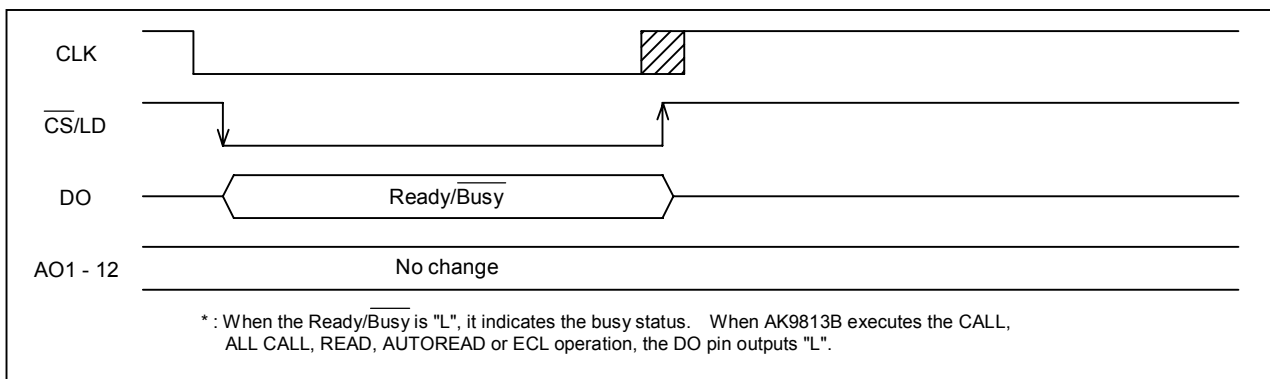 CLK
CS/LD
DO
Ready/Busy
AO1 - 12
No change
* : When the Ready/Busy is "L", it indicates the busy status. When AK9813B executes the CALL,
ALL CALL, READ, AUTOREAD or ECL operation, the DO pin outputs "L".